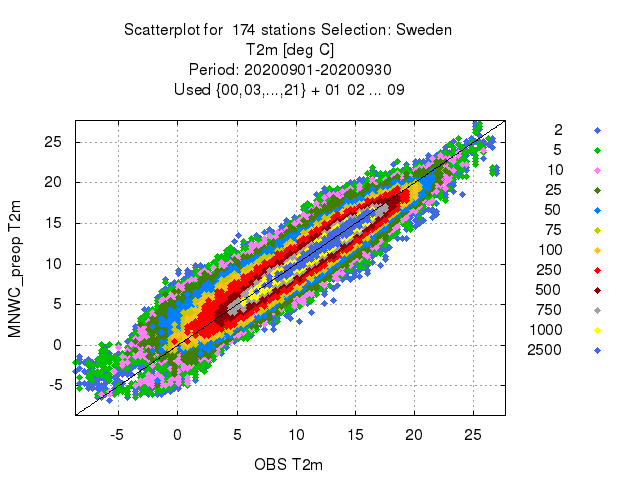 Scatterplot for 174 stations Selection: Sweden
T2m [deg C]
Period: 20200901-20200930
Used {00,03,...,21} + 01 02 ... 09
MNWC_preop T2m
25
20
15
10
5
0
-5
-5 0 5 10 15 20 25
OBS T2m
2
5
10
25
50
75
100
250
500
750
1000
2500